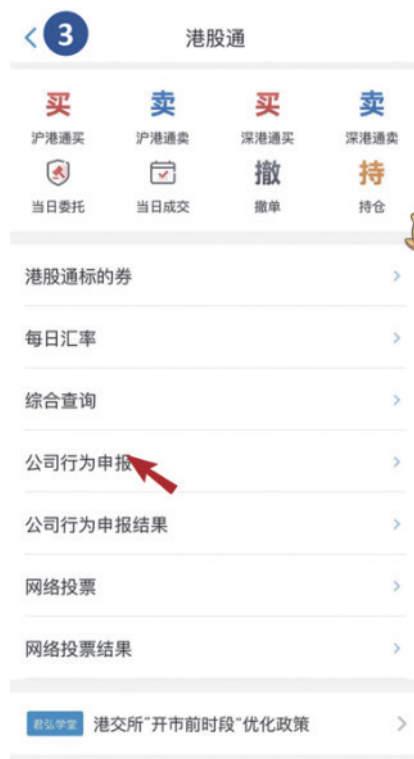 3
港股通
买 卖 买 卖
沪港通买 沪港通卖 深港通买 深港通卖
撤 持
当日委托 当日成交 撤单 持仓
港股通标的券
每日汇率
综合查询
公司行为申报
公司行为申报结果
网络投票
网络投票结果
君弘学堂 港交所“开市前时段”优化政策